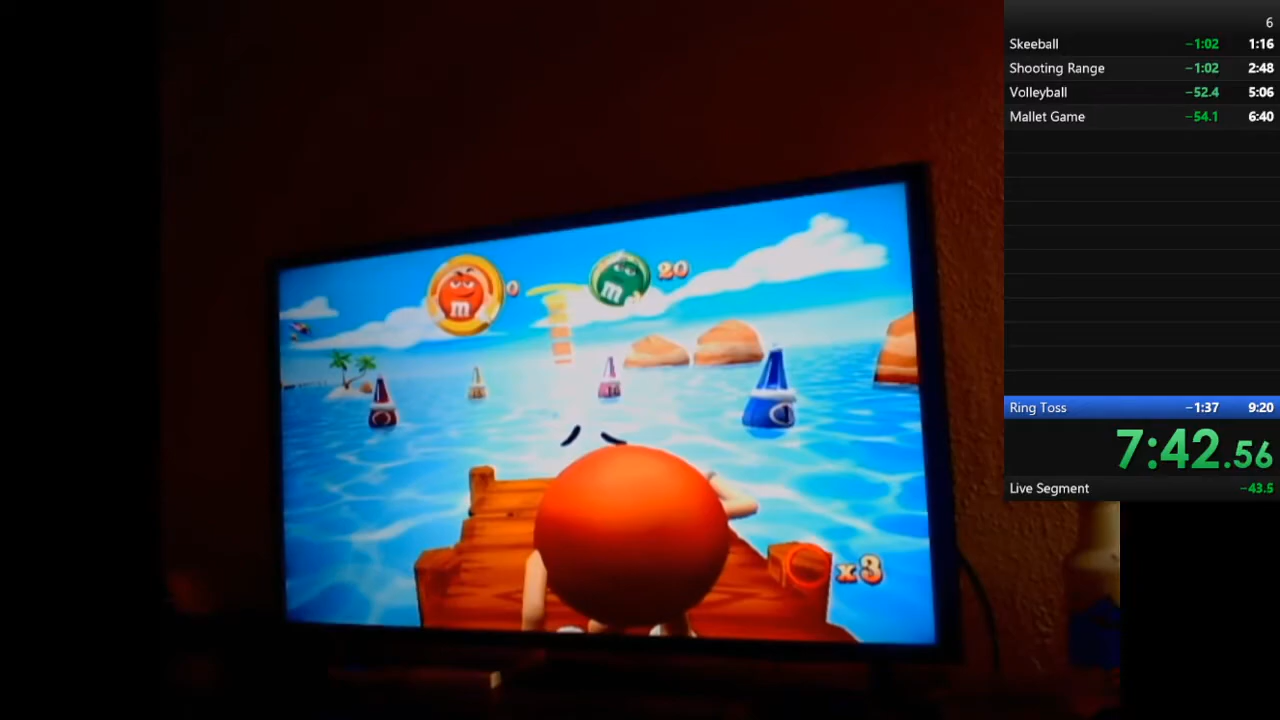 6
Skeeball −1:02 1:16
Shooting Range −1:02 2:48
Volleyball −52.4 5:06
Mallet Game −54.1 6:40
Ring Toss −1:37 9:20
7:42.56
Live Segment −43.5
m 0
m 20
x3